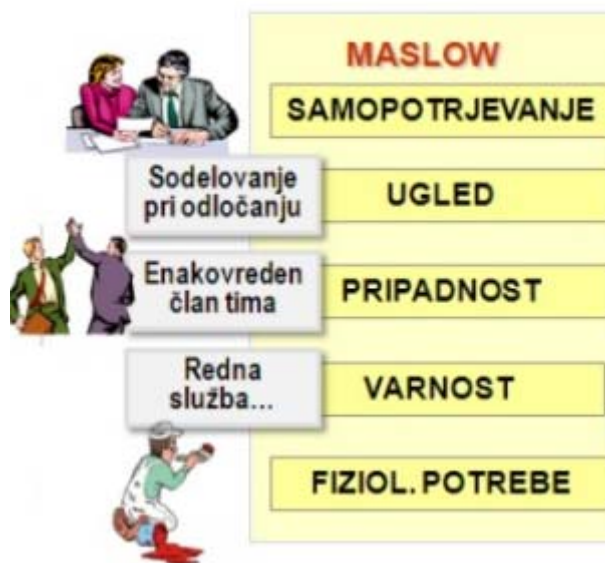 MASLOW
SAMOPOTRJEVANJE
Sodelovanje
pri odločanju
UGLED
Enakovreden
član tima
PRIPADNOST
Redna
služba...
VARNOST
FIZIOL. POTREBE